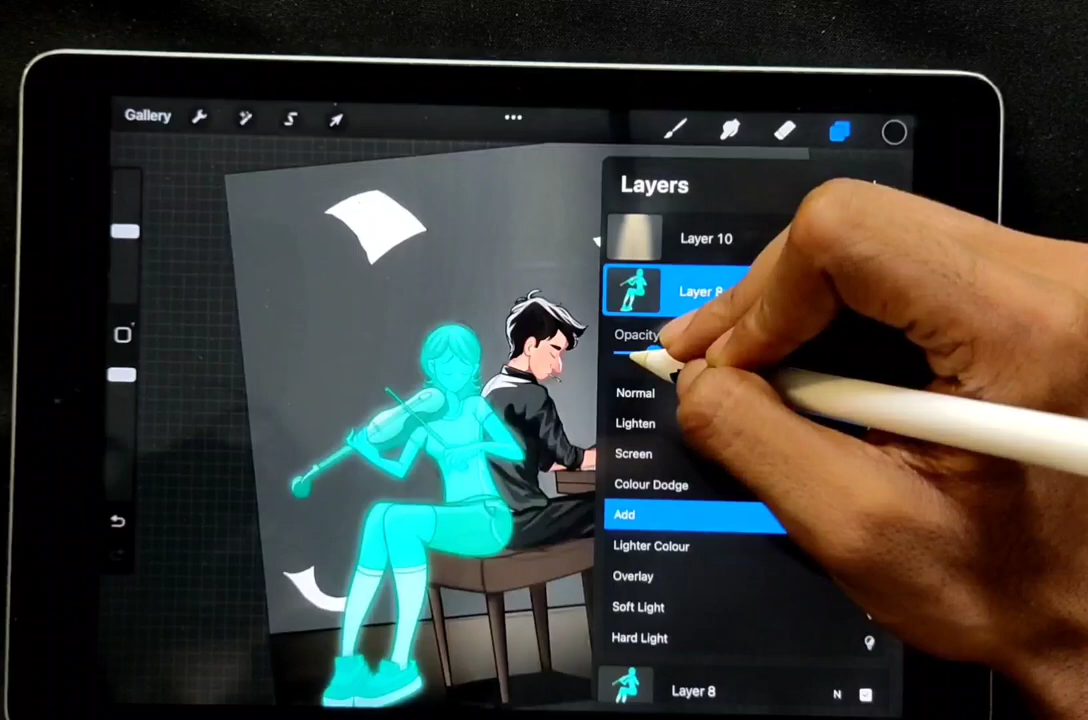 Gallery
Layers
Layer 10
Layer 8
Opacity
Normal
Lighten
Screen
Colour Dodge
Add
Lighter Colour
Overlay
Soft Light
Hard Light
Layer 8 N